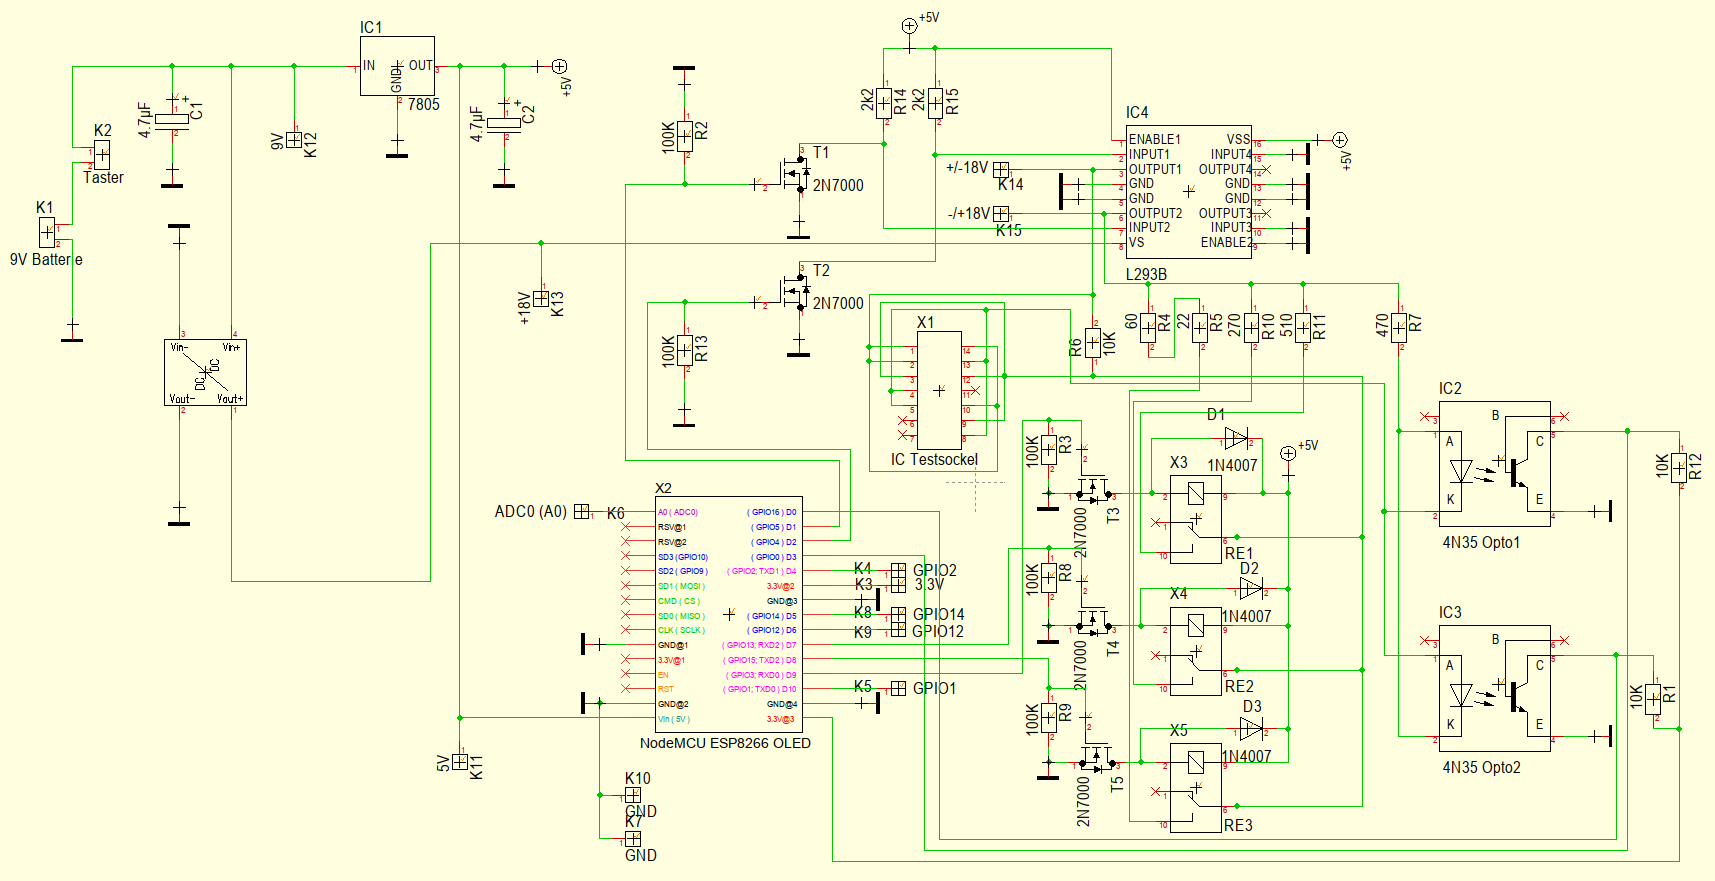 IC1
IN
OUT
GND
7805
+5V
4.7µF
C1
9V
K12
4.7µF
C2
K2
Taster
K1
9V Batterie
Vin-
Vin+
DC
DC
Vout-
Vout+
+18V
K13
100K
R2
T1
2N7000
T2
2N7000
100K
R13
+5V
2k2
R14
2k2
R15
+/-18V
K14
-/+18V
K15
IC4
ENABLE1
INPUT1
OUTPUT1
GND
GND
OUTPUT2
INPUT2
VS
VSS
INPUT4
OUTPUT4
GND
GND
OUTPUT3
INPUT3
ENABLE2
L293B
+5V
X1
IC Testsockel
R6
10K
60
R4
22
R5
270
R10
510
R11
470
R7
IC2
A
K
B
C
E
4N35 Opto1
10K
R12
IC3
A
K
B
C
E
4N35 Opto2
10K
R1
D1
1N4007
X3
RE1
+5V
D2
1N4007
X4
RE2
D3
1N4007
X5
RE3
100K
R3
2N7000
T3
100K
R8
2N7000
T4
100K
R9
2N7000
T5
X2
ADC0 (A0)
K6
A0 ( ADC0)
RSV@1
RSV@2
SD3 (GPIO10)
SD2 ( GPIO9)
SD1 ( MOSI )
CMD ( CS )
SD0 ( MISO )
CLK ( SCLK )
GND@1
3.3V@1
EN
RST
GND@2
Vin ( 5V )
( GPIO16) D0
( GPIO5) D1
( GPIO4) D2
( GPIO0) D3
( GPIO2; TXD1 ) D4
3.3V@2
GND@3
( GPIO14) D5
( GPIO12) D6
( GPIO13; RXD2 ) D7
( GPIO15; TXD2 ) D8
( GPIO3; RXD0) D9
( GPIO1; TXD0) D10
GND@4
3.3V@3
NodeMCU ESP8266 OLED
K4
GPIO2
K3
3.3V
K8
GPIO14
K9
GPIO12
K5
GPIO1
5V
K11
K10
GND
K7
GND